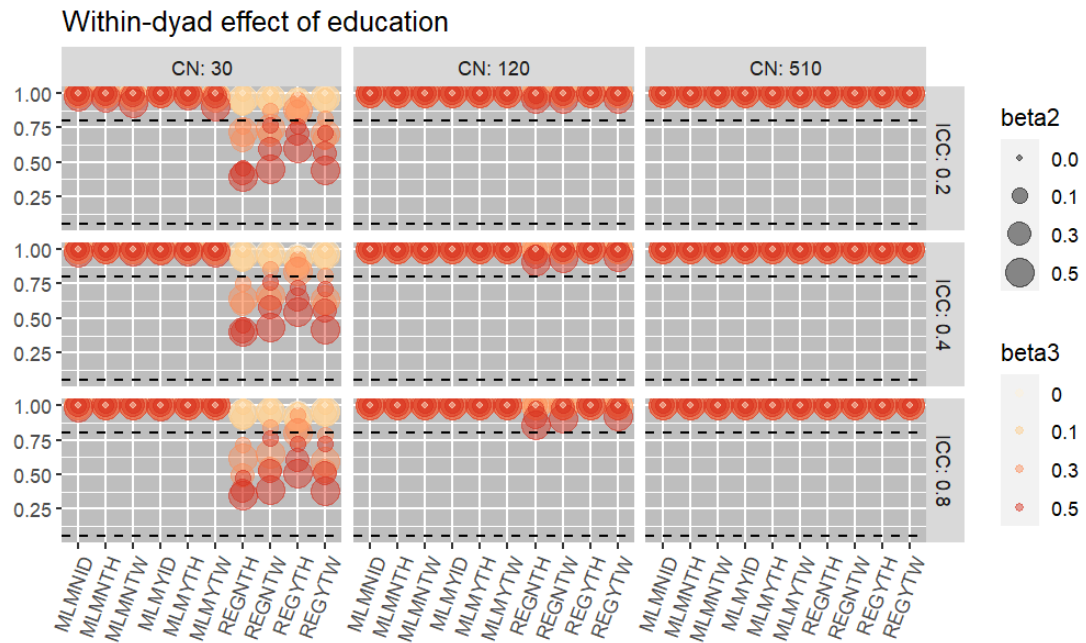 Within-dyad effect of education
CN: 30
CN: 120
CN: 510
1.00
0.75
0.50
0.25
ICC: 0.2
1.00
0.75
0.50
0.25
ICC: 0.4
1.00
0.75
0.50
0.25
ICC: 0.8
MLMNID
MLMNTH
MLMNTW
MLMYID
MLMYTH
MLMYTW
REGNTH
REGNTW
REGYTH
REGYTW
MLMNID
MLMNTH
MLMNTW
MLMYID
MLMYTH
MLMYTW
REGNTH
REGNTW
REGYTH
REGYTW
MLMNID
MLMNTH
MLMNTW
MLMYID
MLMYTH
MLMYTW
REGNTH
REGNTW
REGYTH
REGYTW
beta2
0.0
0.1
0.3
0.5
beta3
0
0.1
0.3
0.5